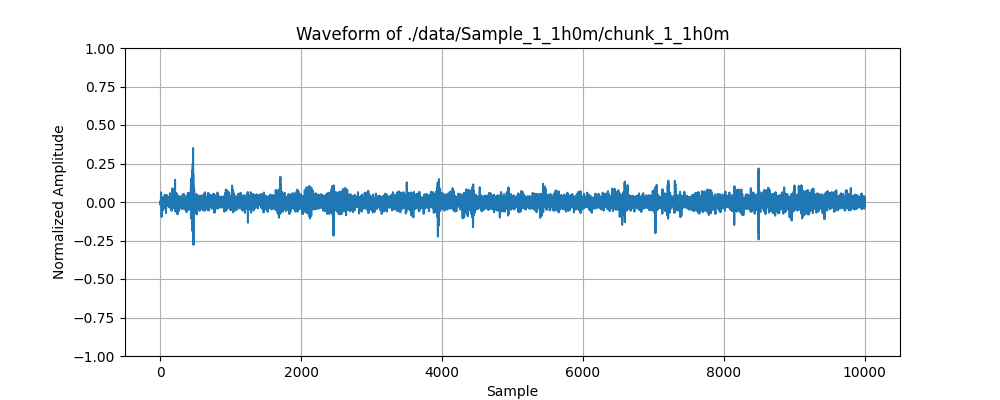 Waveform of ./data/Sample_1_1h0m/chunk_1_1h0m
1.00
0.75
0.50
0.25
0.00
−0.25
−0.50
−0.75
−1.00
Normalized Amplitude
0 2000 4000 6000 8000 10000
Sample